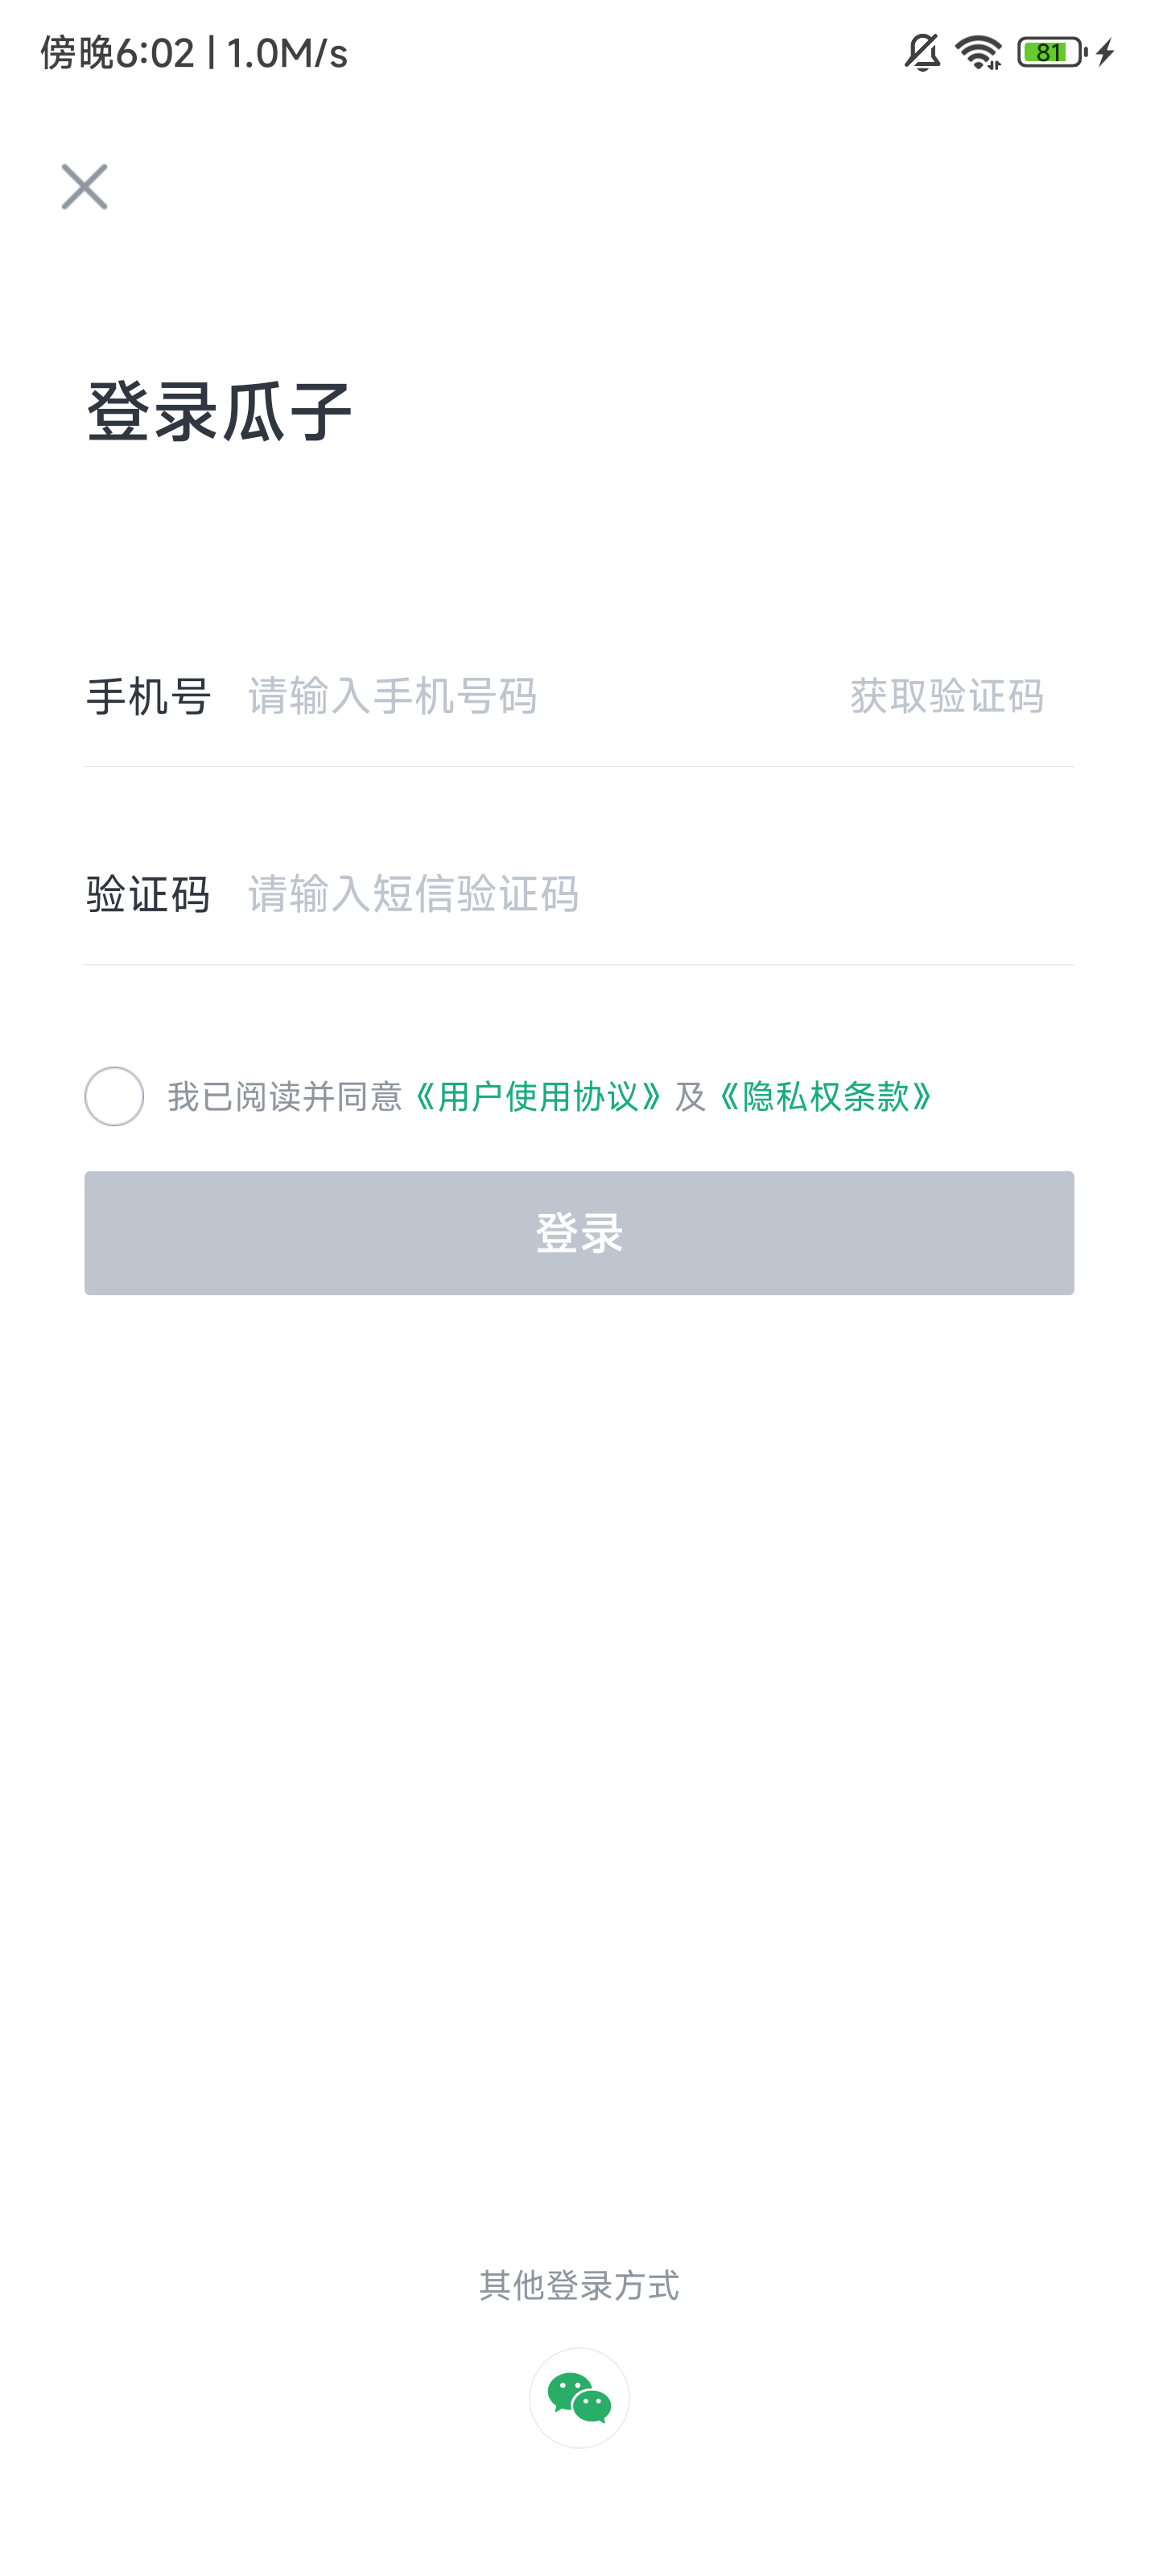 傍晚6:02 | 1.0M/s
81
登录瓜子
手机号 请输入手机号码 获取验证码
验证码 请输入短信验证码
我已阅读并同意《用户使用协议》及《隐私权条款》
登录
其他登录方式